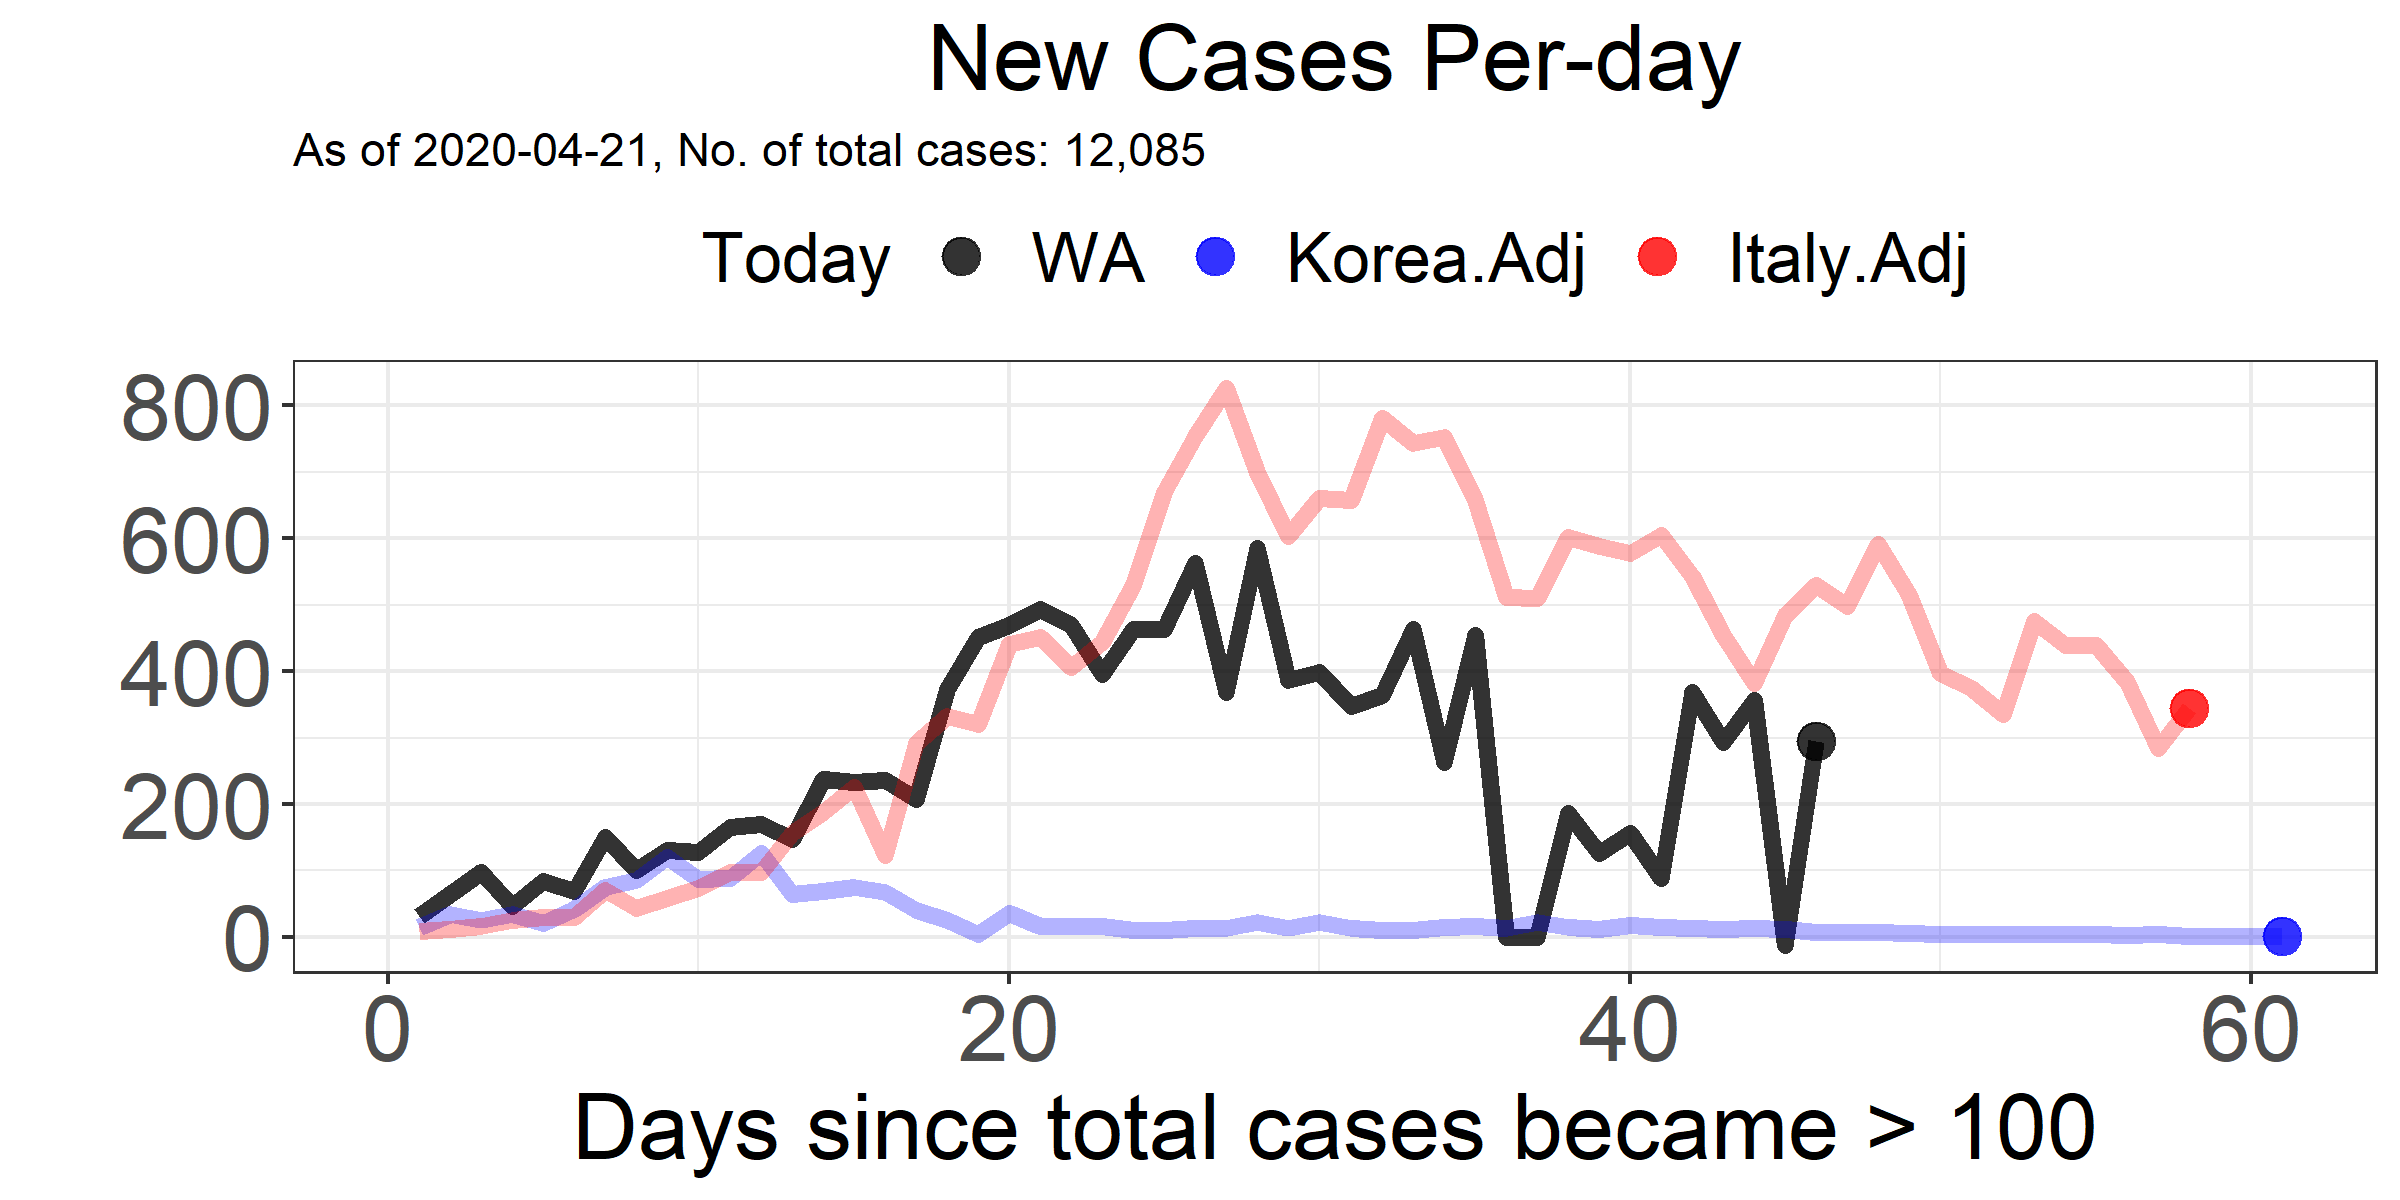 New Cases Per-day
As of 2020-04-21, No. of total cases: 12,085
Today WA Korea.Adj Italy.Adj
800
600
400
200
0
0 20 40 60
Days since total cases became > 100